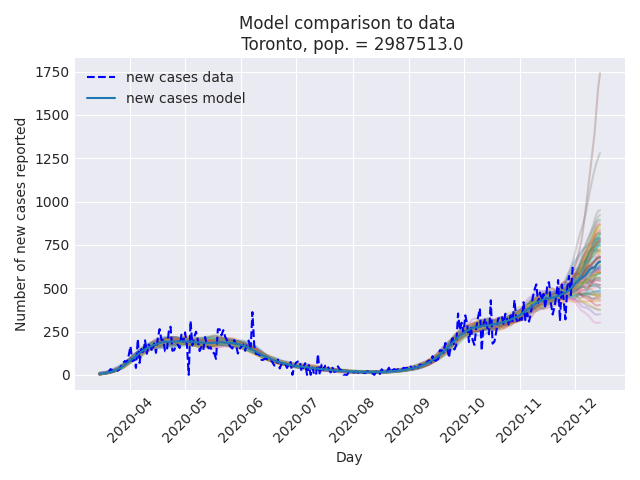 Model comparison to data
Toronto, pop. = 2987513.0
new cases data
new cases model
Number of new cases reported
1750
1500
1250
1000
750
500
250
0
2020-04
2020-05
2020-06
2020-07
2020-08
2020-09
2020-10
2020-11
2020-12
Day